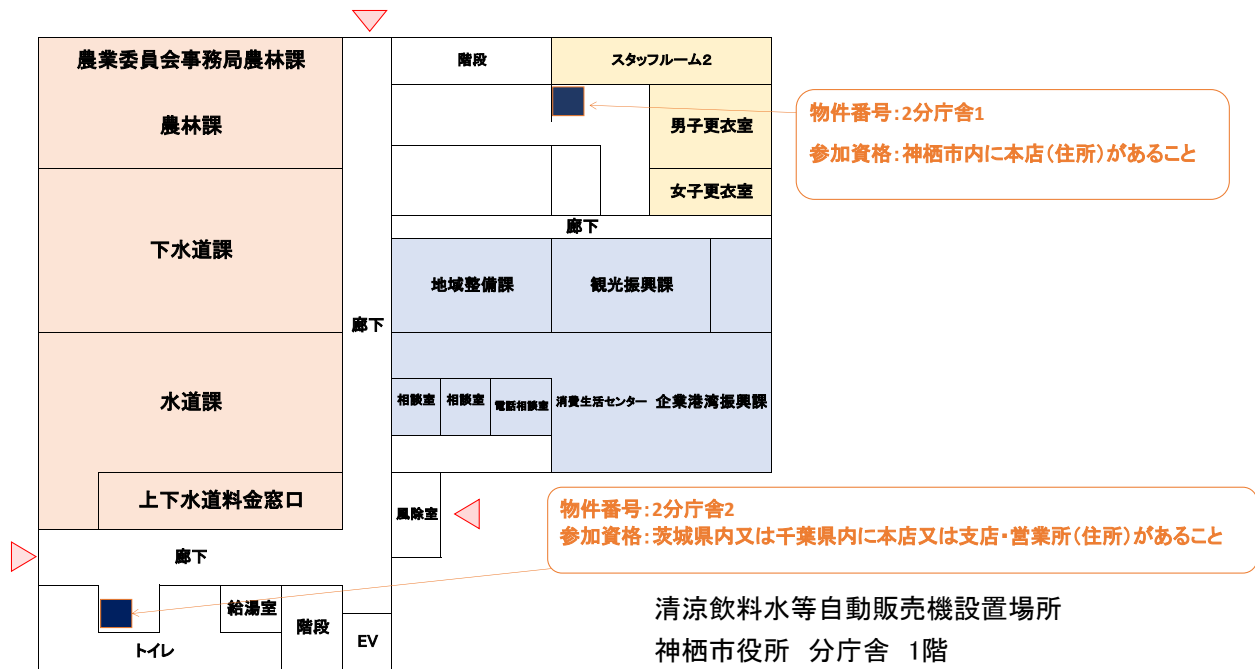 農業委員会事務局農林課
階段
スタッフルーム2
農林課
男子更衣室
物件番号:2分庁舎1
参加資格:神栖市内に本店(住所)があること
女子更衣室
廊下
下水道課
地域整備課
観光振興課
廊下
水道課
相談室
相談室
電話相談室
消費生活センター
企業港湾振興課
上下水道料金窓口
風除室
物件番号:2分庁舎2
参加資格:茨城県内又は千葉県内に本店又は支店・営業所(住所)があること
廊下
給湯室
階段
EV
トイレ
清涼飲料水等自動販売機設置場所
神栖市役所 分庁舎 1階